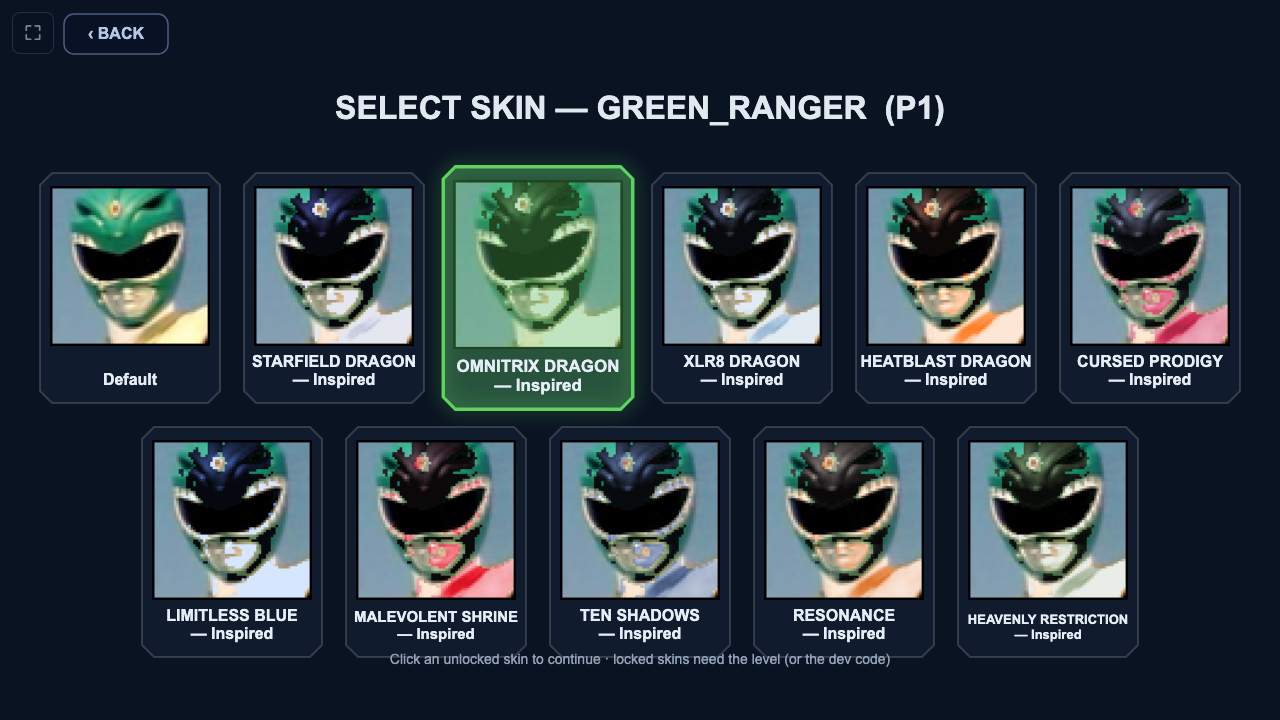 ‹ BACK
SELECT SKIN — GREEN_RANGER (P1)
Default
STARFIELD DRAGON
— Inspired
OMNITRIX DRAGON
— Inspired
XLR8 DRAGON
— Inspired
HEATBLAST DRAGON
— Inspired
CURSED PRODIGY
— Inspired
LIMITLESS BLUE
— Inspired
MALEVOLENT SHRINE
— Inspired
TEN SHADOWS
— Inspired
RESONANCE
— Inspired
HEAVENLY RESTRICTION
— Inspired
Click an unlocked skin to continue · locked skins need the level (or the dev code)